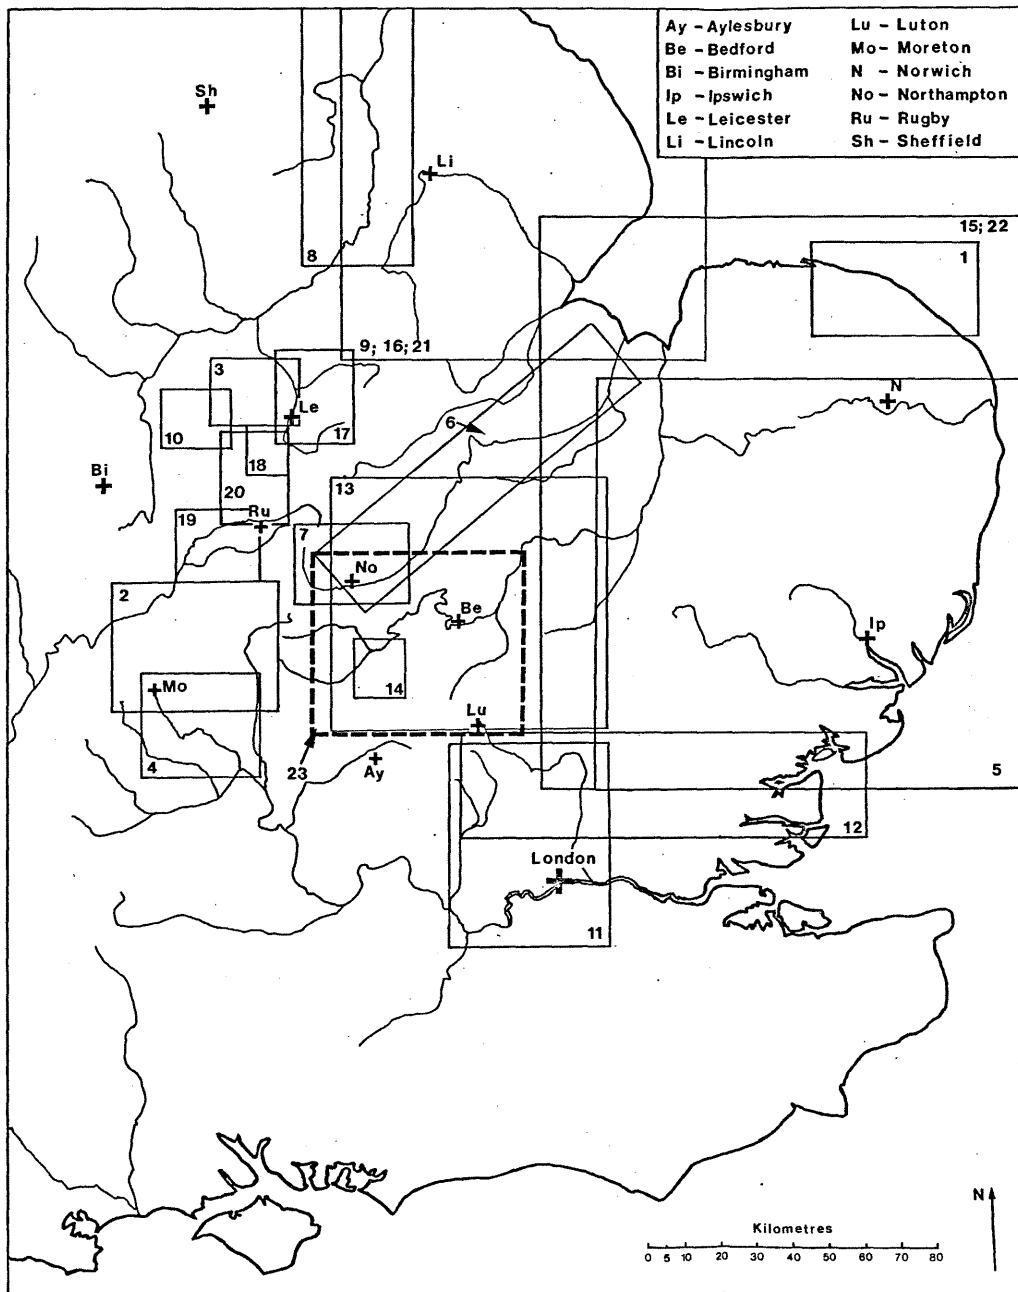 Ay – Aylesbury
Be – Bedford
Bi – Birmingham
Ip – Ipswich
Le – Leicester
Li – Lincoln
Lu – Luton
Mo – Moreton
N – Norwich
No – Northampton
Ru – Rugby
Sh – Sheffield
Sh
Li
15; 22
8
1
9; 16; 21
3
N
Le
6
10
17
18
Bi
13
20
Ru
19
7
No
2
Be
Ip
Mo
14
Lu
4
23
Ay
5
12
London
11
N
Kilometres
0 5 10 20 30 40 50 60 70 80